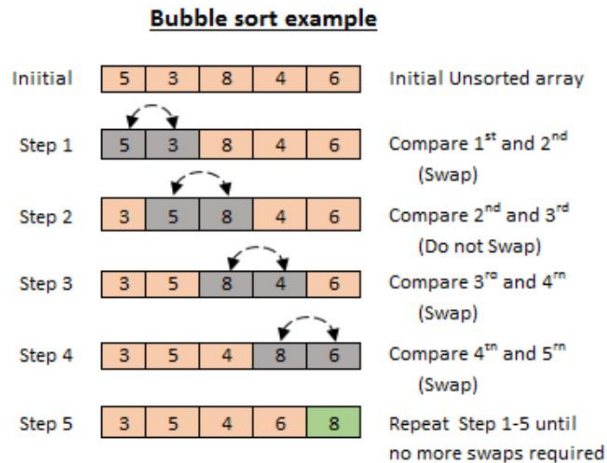 Bubble sort example
Iniitial 5 3 8 4 6 Initial Unsorted array
Step 1 5 3 8 4 6 Compare 1st and 2nd
(Swap)
Step 2 3 5 8 4 6 Compare 2nd and 3rd
(Do not Swap)
Step 3 3 5 8 4 6 Compare 3rd and 4rn
(Swap)
Step 4 3 5 4 8 6 Compare 4tn and 5rn
(Swap)
Step 5 3 5 4 6 8 Repeat Step 1-5 until
no more swaps required